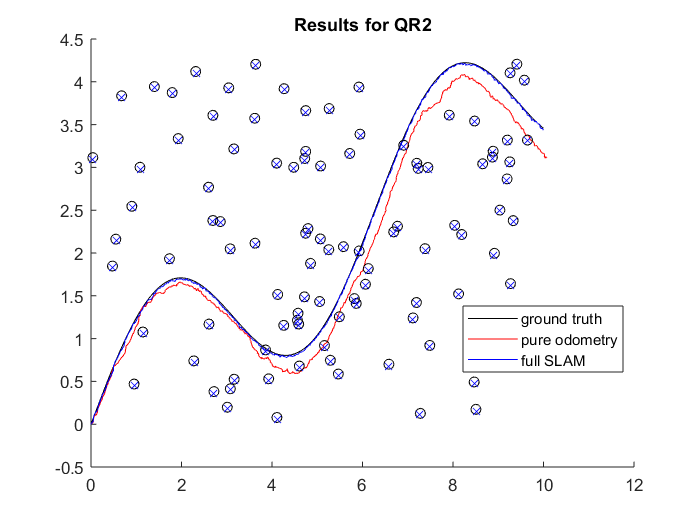 Results for QR2
4.5
4
3.5
3
2.5
2
1.5
1
0.5
0
-0.5
0 2 4 6 8 10 12
ground truth
pure odometry
full SLAM